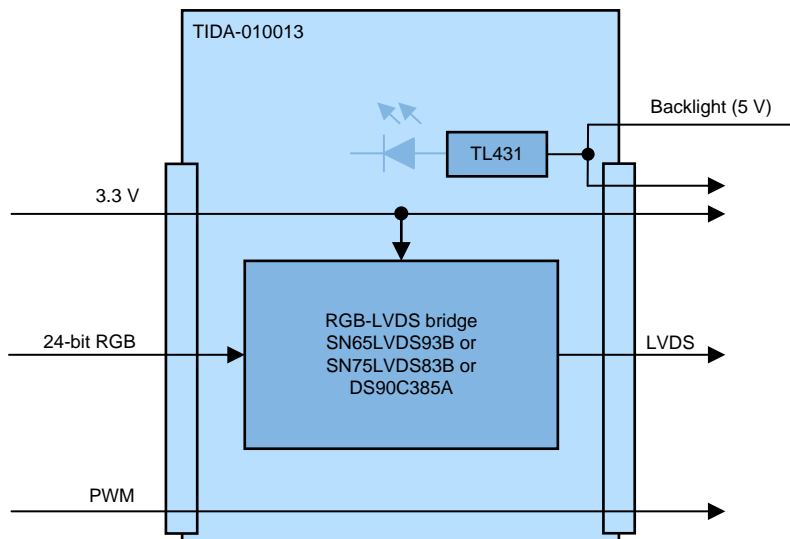 TIDA-010013
Backlight (5 V)
TL431
3.3 V
24-bit RGB
RGB-LVDS bridge
SN65LVDS93B or
SN75LVDS83B or
DS90C385A
LVDS
PWM